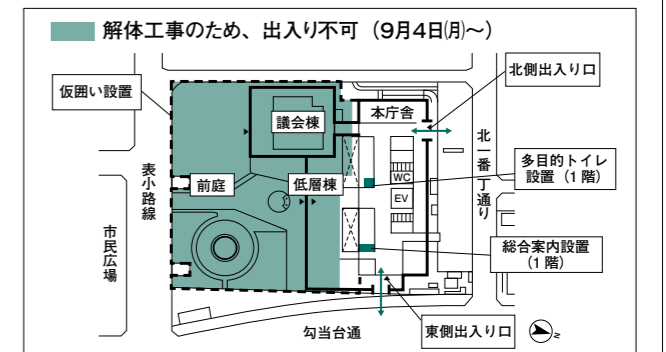 解体工事のため、出入り不可（9月4日㈪～）
北側出入り口
仮囲い設置
本庁舎
議会棟
北一番丁通り
表小路線
多目的トイレ
設置（1階）
WC
前庭
低層棟
EV
市民広場
総合案内設置
（1階）
東側出入り口
勾当台通
N